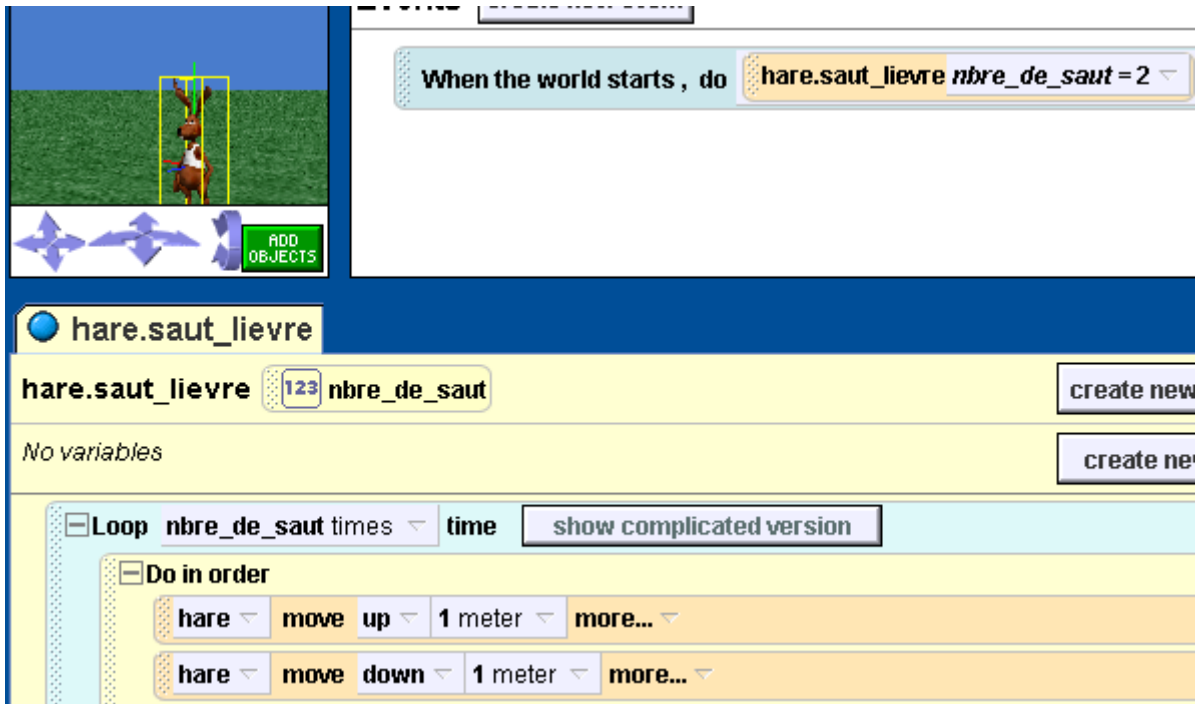 When the world starts , do hare.saut_lievre nbre_de_saut = 2
ADD
OBJECTS
hare.saut_lievre
hare.saut_lievre 123 nbre_de_saut
create new
No variables
create ne
Loop nbre_de_saut times time show complicated version
Do in order
hare move up 1 meter more...
hare move down 1 meter more...